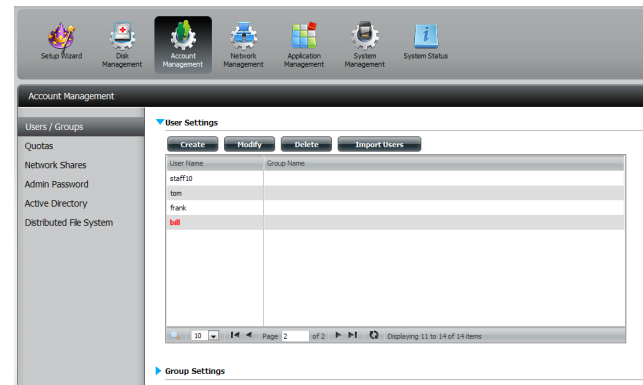 Setup Wizard
Disk Management
Account Management
Network Management
Application Management
System Management
System Status
Account Management
Users / Groups
Quotas
Network Shares
Admin Password
Active Directory
Distributed File System
User Settings
Create Modify Delete Import Users
User Name Group Name
staff10
tom
frank
bill
10 Page 2 of 2 Displaying 11 to 14 of 14 items
Group Settings